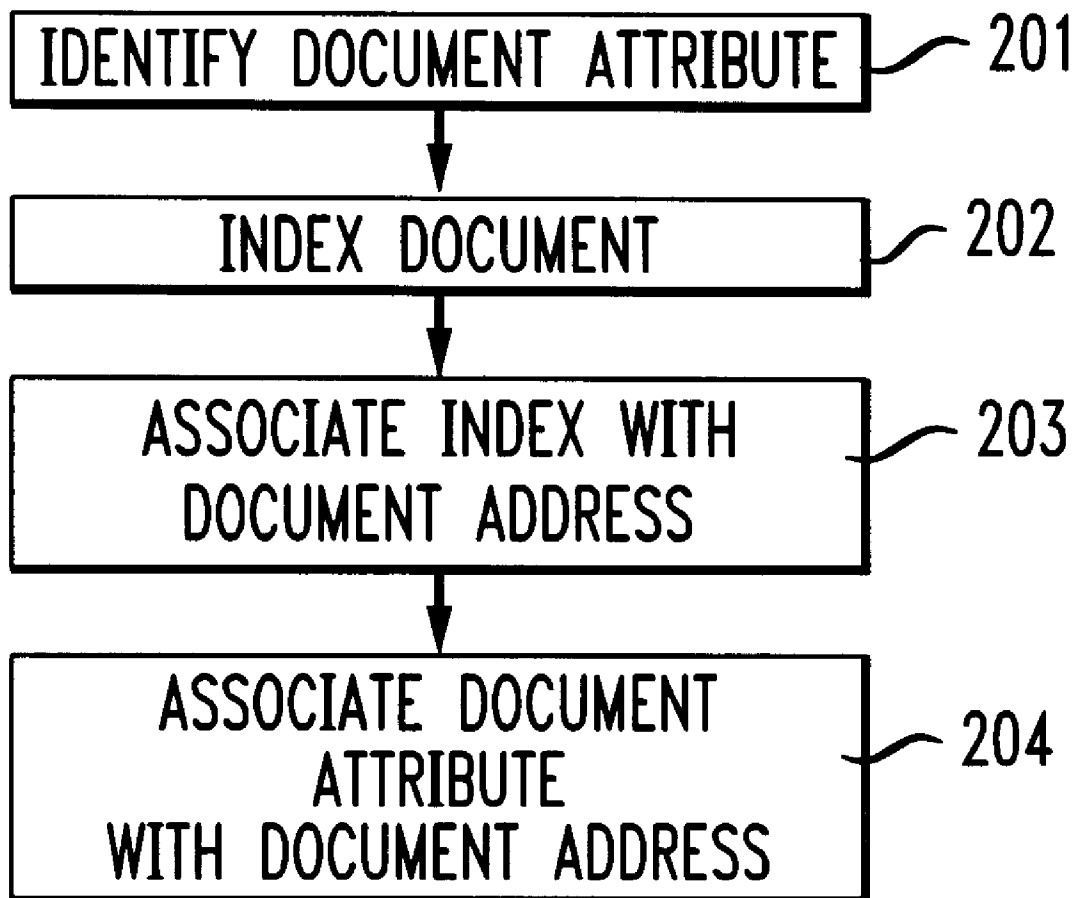 IDENTIFY DOCUMENT ATTRIBUTE
201
INDEX DOCUMENT
202
ASSOCIATE INDEX WITH
DOCUMENT ADDRESS
203
ASSOCIATE DOCUMENT
ATTRIBUTE
WITH DOCUMENT ADDRESS
204